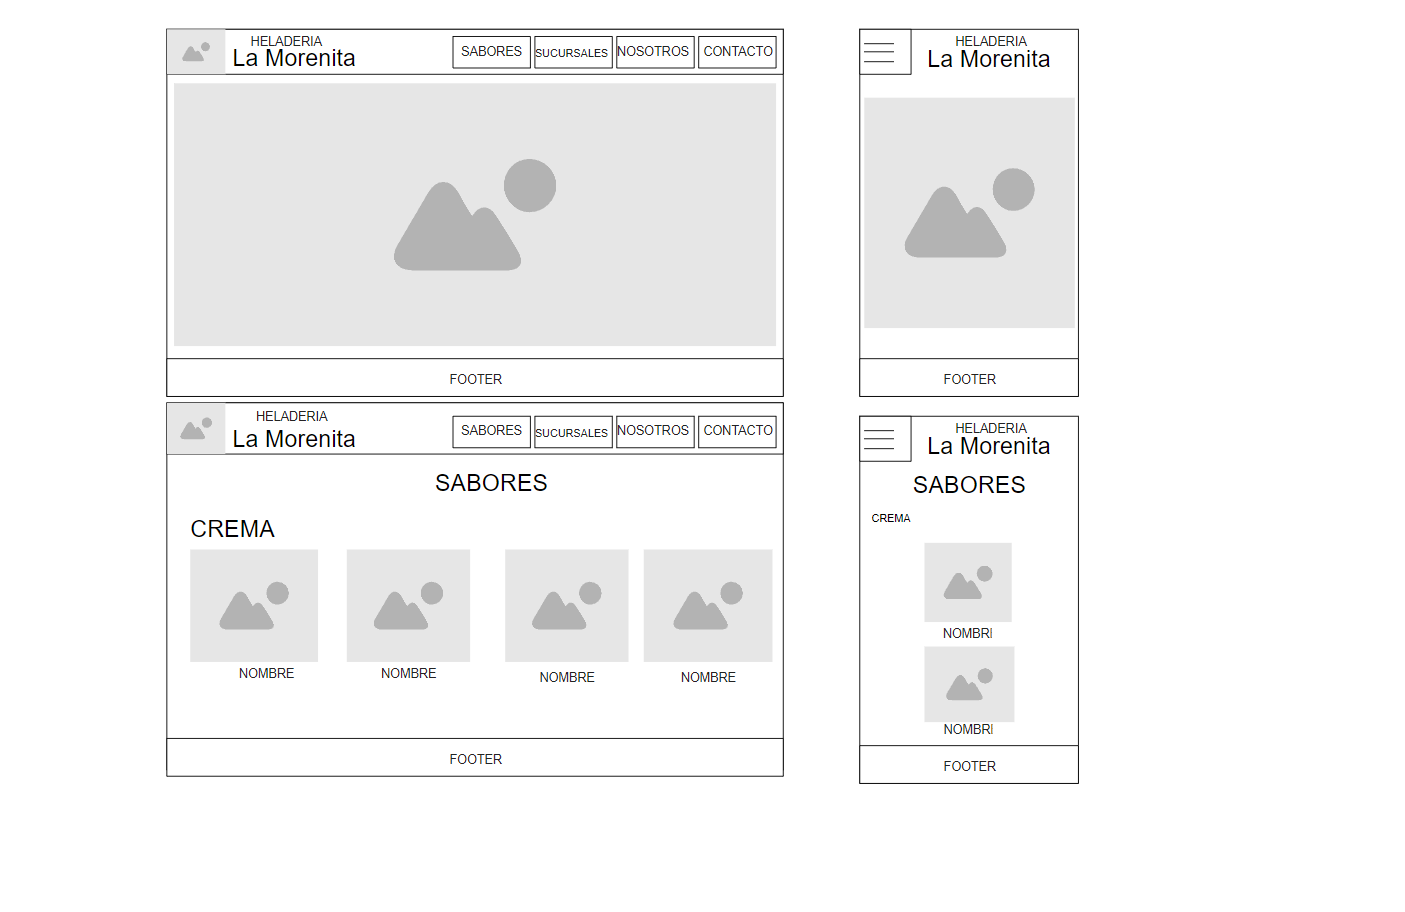 HELADERIA
La Morenita
SABORES
SUCURSALES
NOSOTROS
CONTACTO
FOOTER
HELADERIA
La Morenita
FOOTER
HELADERIA
La Morenita
SABORES
SUCURSALES
NOSOTROS
CONTACTO
SABORES
CREMA
NOMBRE
NOMBRE
NOMBRE
NOMBRE
FOOTER
HELADERIA
La Morenita
SABORES
CREMA
NOMBRI
NOMBRI
FOOTER